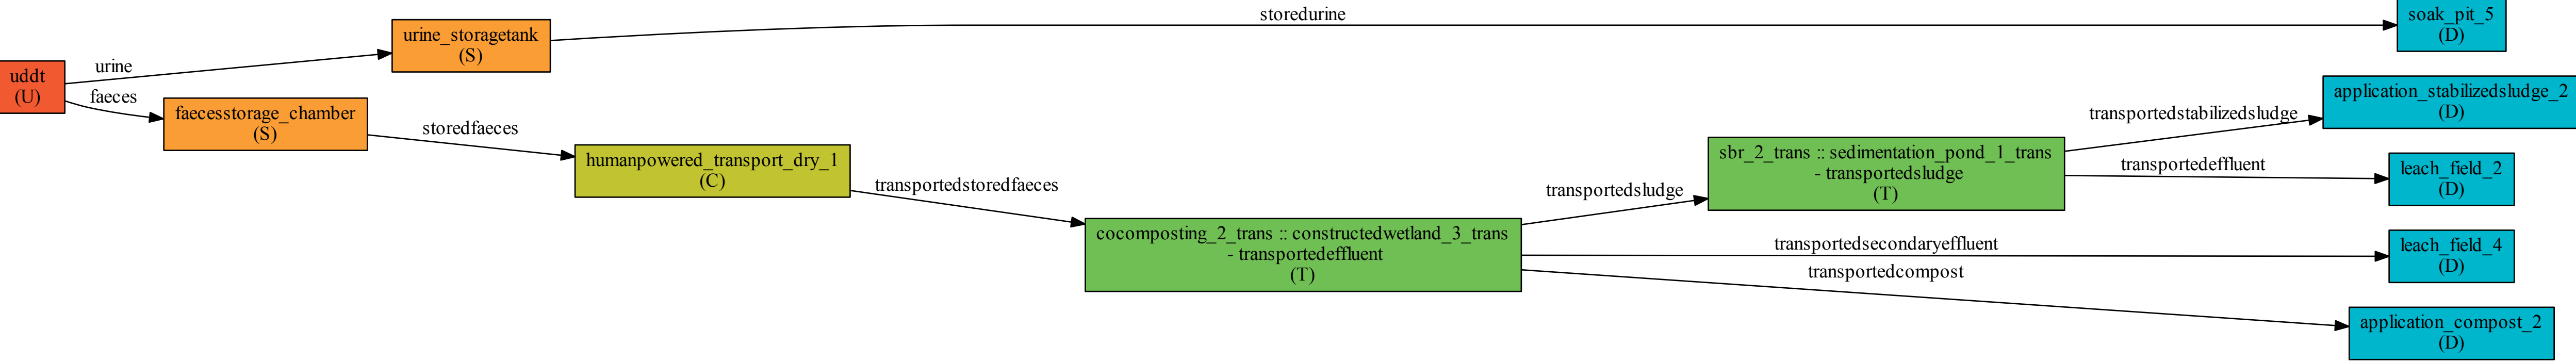 uddt
(U)
urine
faeces
urine_storagetank
(S)
faecesstorage_chamber
(S)
storedurine
storedfaeces
humanpowered_transport_dry_1
(C)
transportedstoredfaeces
cocomposting_2_trans :: constructedwetland_3_trans
- transportedeffluent
(T)
transportedsludge
transportedsecondaryeffluent
transportedcompost
sbr_2_trans :: sedimentation_pond_1_trans
- transportedsludge
(T)
transportedstabilizedsludge
transportedeffluent
soak_pit_5
(D)
application_stabilizedsludge_2
(D)
leach_field_2
(D)
leach_field_4
(D)
application_compost_2
(D)